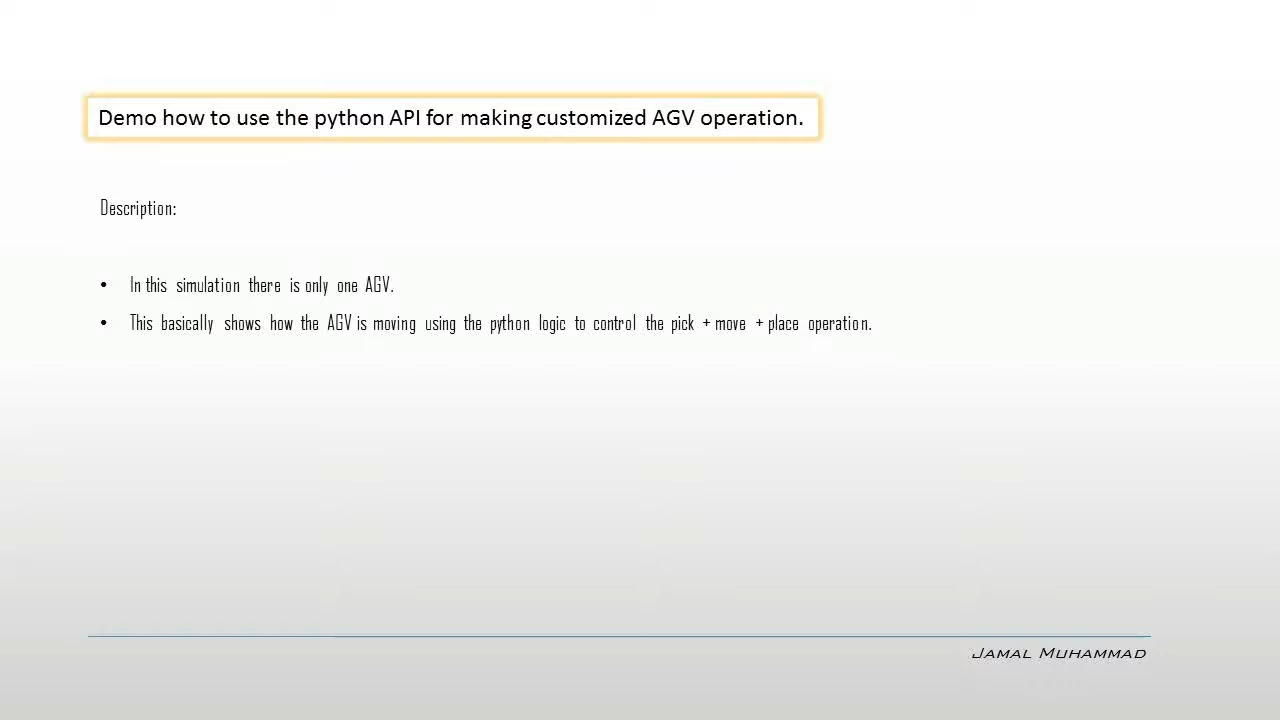 Demo how to use the python API for making customized AGV operation.
Description:
• In this simulation there is only one AGV.
• This basically shows how the AGV is moving using the python logic to control the pick + move + place operation.
Jamal Muhammad